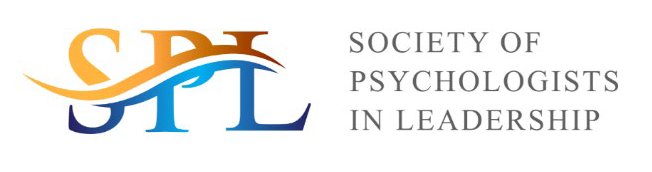 SPL
SOCIETY OF
PSYCHOLOGISTS
IN LEADERSHIP